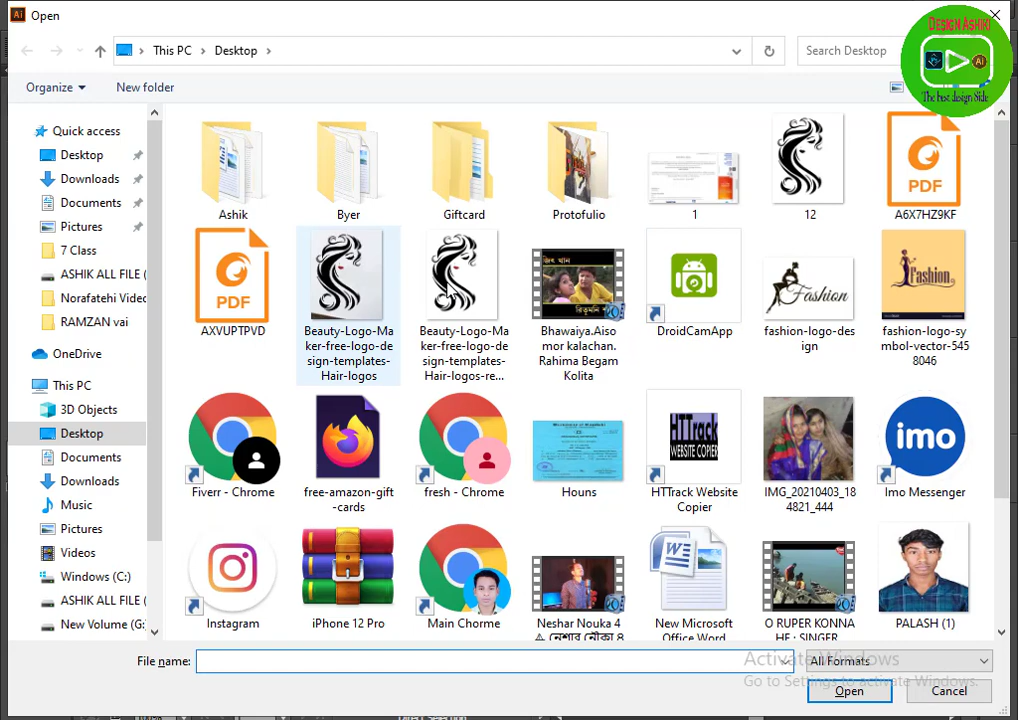 Open
DESIGN ASHIKI
Ai
The best design Side
This PC
Desktop
Search Desktop
Organize
New folder
Quick access
Desktop
Downloads
Documents
Pictures
7 Class
ASHIK ALL FILE (
Norafatehi Video
RAMZAN vai
OneDrive
This PC
3D Objects
Desktop
Documents
Downloads
Music
Pictures
Videos
Windows (C:)
ASHIK ALL FILE (
New Volume (G:
Ashik
Byer
Giftcard
Protofulio
1
12
PDF
A6X7HZ9KF
PDF
AXVUPTPVD
Beauty-Logo-Ma
ker-free-logo-de
sign-templates-
Hair-logos
Beauty-Logo-Ma
ker-free-logo-de
sign-templates-
Hair-logos-re...
Bhawaiya.Aiso
mor kalachan.
Rahima Begam
Kolita
DroidCamApp
Fashion
fashion-logo-des
ign
Fashion
fashion-logo-sy
mbol-vector-545
8046
Fiverr - Chrome
free-amazon-gift
-cards
fresh - Chrome
Houns
HTTrack
WEBSITE
COPIER
HTTrack Website
Copier
IMG_20210403_18
4821_444
imo
Imo Messenger
Instagram
iPhone 12 Pro
Main Chorme
Neshar Nouka 4
W
New Microsoft
Office Word
O RUPER KONNA
HE : SINGER
PALASH (1)
File name:
All Formats
Open
Cancel
Activate Windows
Go to Settings to activate Windows.